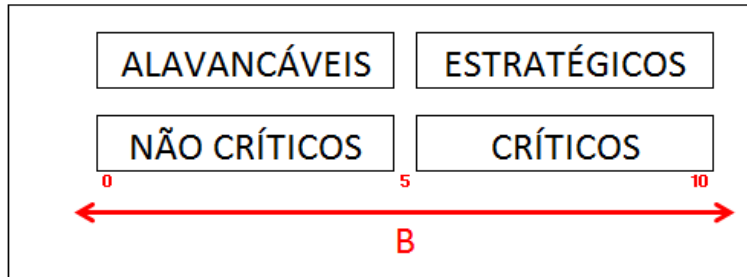 ALAVANCÁVEIS ESTRATÉGICOS
NÃO CRÍTICOS CRÍTICOS
0 5 10
B